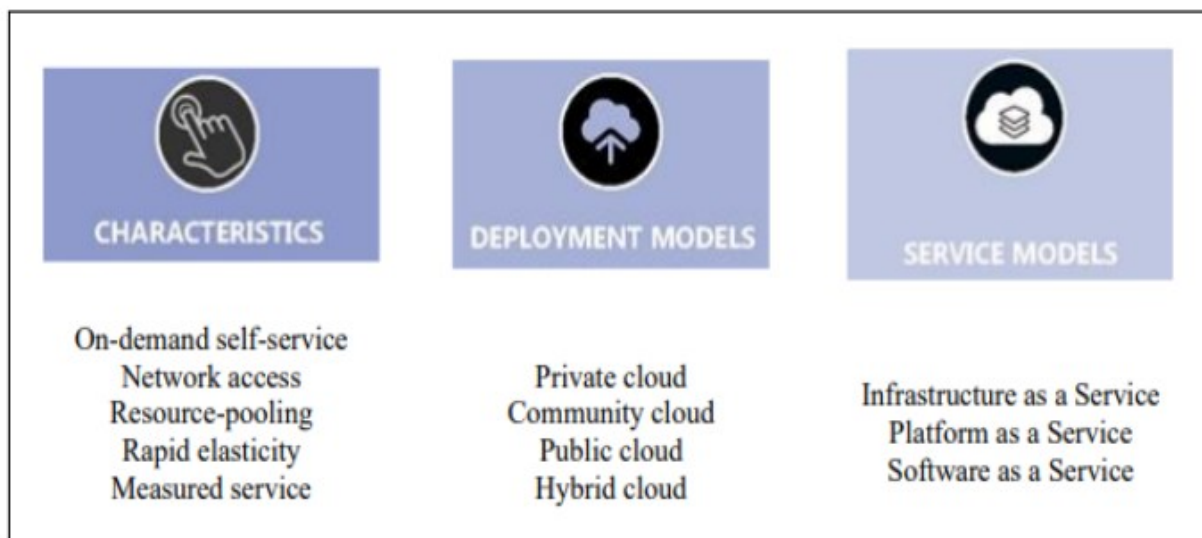 CHARACTERISTICS
On-demand self-service
Network access
Resource-pooling
Rapid elasticity
Measured service
DEPLOYMENT MODELS
Private cloud
Community cloud
Public cloud
Hybrid cloud
SERVICE MODELS
Infrastructure as a Service
Platform as a Service
Software as a Service